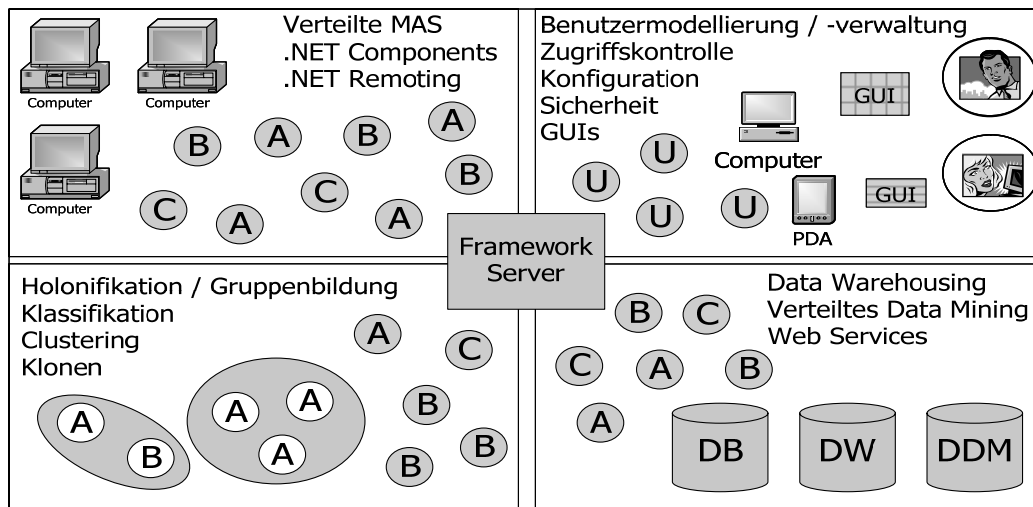 Verteilte MAS
.NET Components
.NET Remoting
Computer
Computer
Computer
B
A
B
A
B
C
A
C
A
Benutzermodellierung / -verwaltung
Zugriffskontrolle
Konfiguration
Sicherheit
GUIs
GUI
GUI
Computer
PDA
U
U
U
U
Framework
Server
Holonifikation / Gruppenbildung
Klassifikation
Clustering
Klonen
A
C
B
B
B
A
B
A
A
A
Data Warehousing
Verteiltes Data Mining
Web Services
B
C
C
A
B
A
DB
DW
DDM